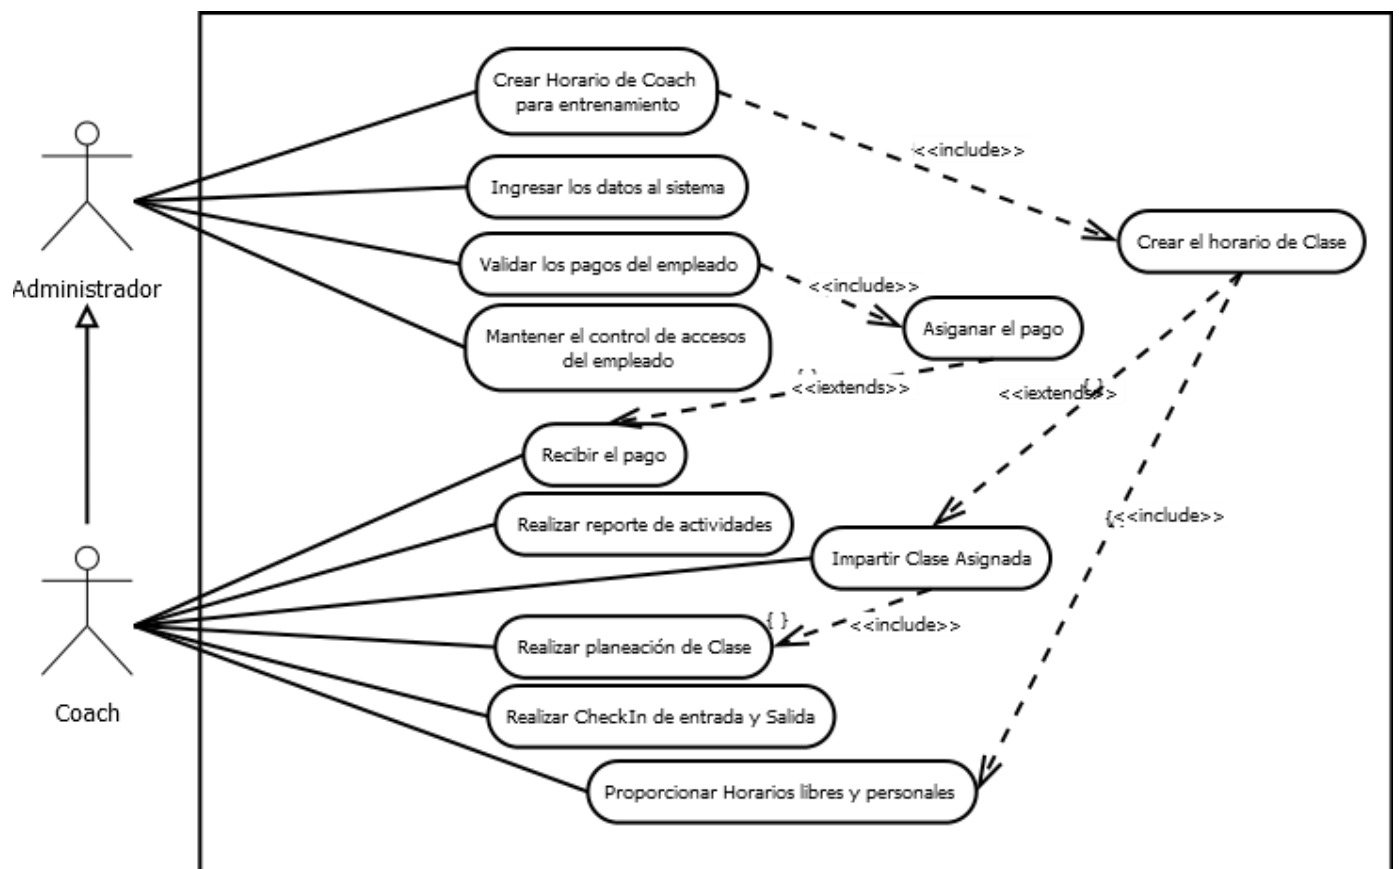 Crear Horario de Coach
para entrenamiento
<<include>>
Ingresar los datos al sistema
Crear el horario de Clase
Validar los pagos del empleado
<<include>>
Administrador
Asiganar el pago
Mantener el control de accesos
del empleado
<<iextends>>
{ }
<<iextends>>
Recibir el pago
Realizar reporte de actividades
{<<include>>
Impartir Clase Asignada
{ }
<<include>>
Realizar planeación de Clase
Coach
Realizar CheckIn de entrada y Salida
Proporcionar Horarios libres y personales